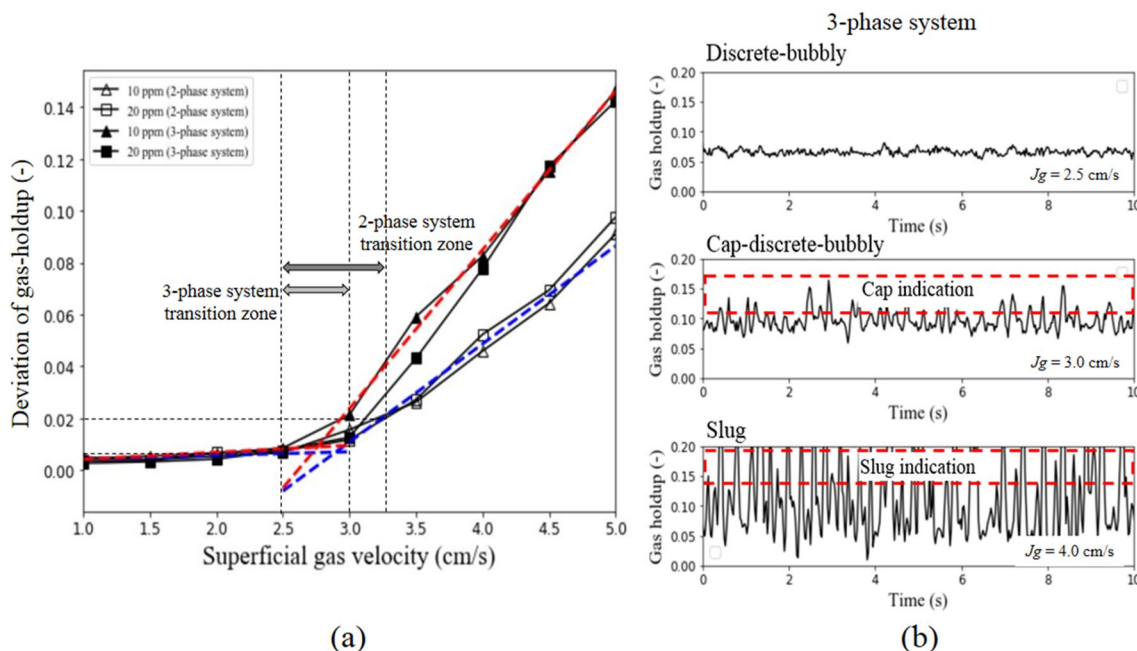 10 ppm (2-phase system)
20 ppm (2-phase system)
10 ppm (3-phase system)
20 ppm (3-phase system)
2-phase system
transition zone
3-phase system
transition zone
Deviation of gas-holdup (-)
0.14
0.12
0.10
0.08
0.06
0.04
0.02
0.00
1.0 1.5 2.0 2.5 3.0 3.5 4.0 4.5 5.0
Superficial gas velocity (cm/s)
(a)
3-phase system
Discrete-bubbly
Gas holdup (-)
0.20
0.15
0.10
0.05
0.00
Jg = 2.5 cm/s
0 2 4 6 8 10
Time (s)
Cap-discrete-bubbly
Gas holdup (-)
0.20
0.15
0.10
0.05
0.00
Cap indication
Jg = 3.0 cm/s
0 2 4 6 8 10
Time (s)
Slug
Gas holdup (-)
0.20
0.15
0.10
0.05
0.00
Slug indication
Jg = 4.0 cm/s
0 2 4 6 8 10
Time (s)
(b)